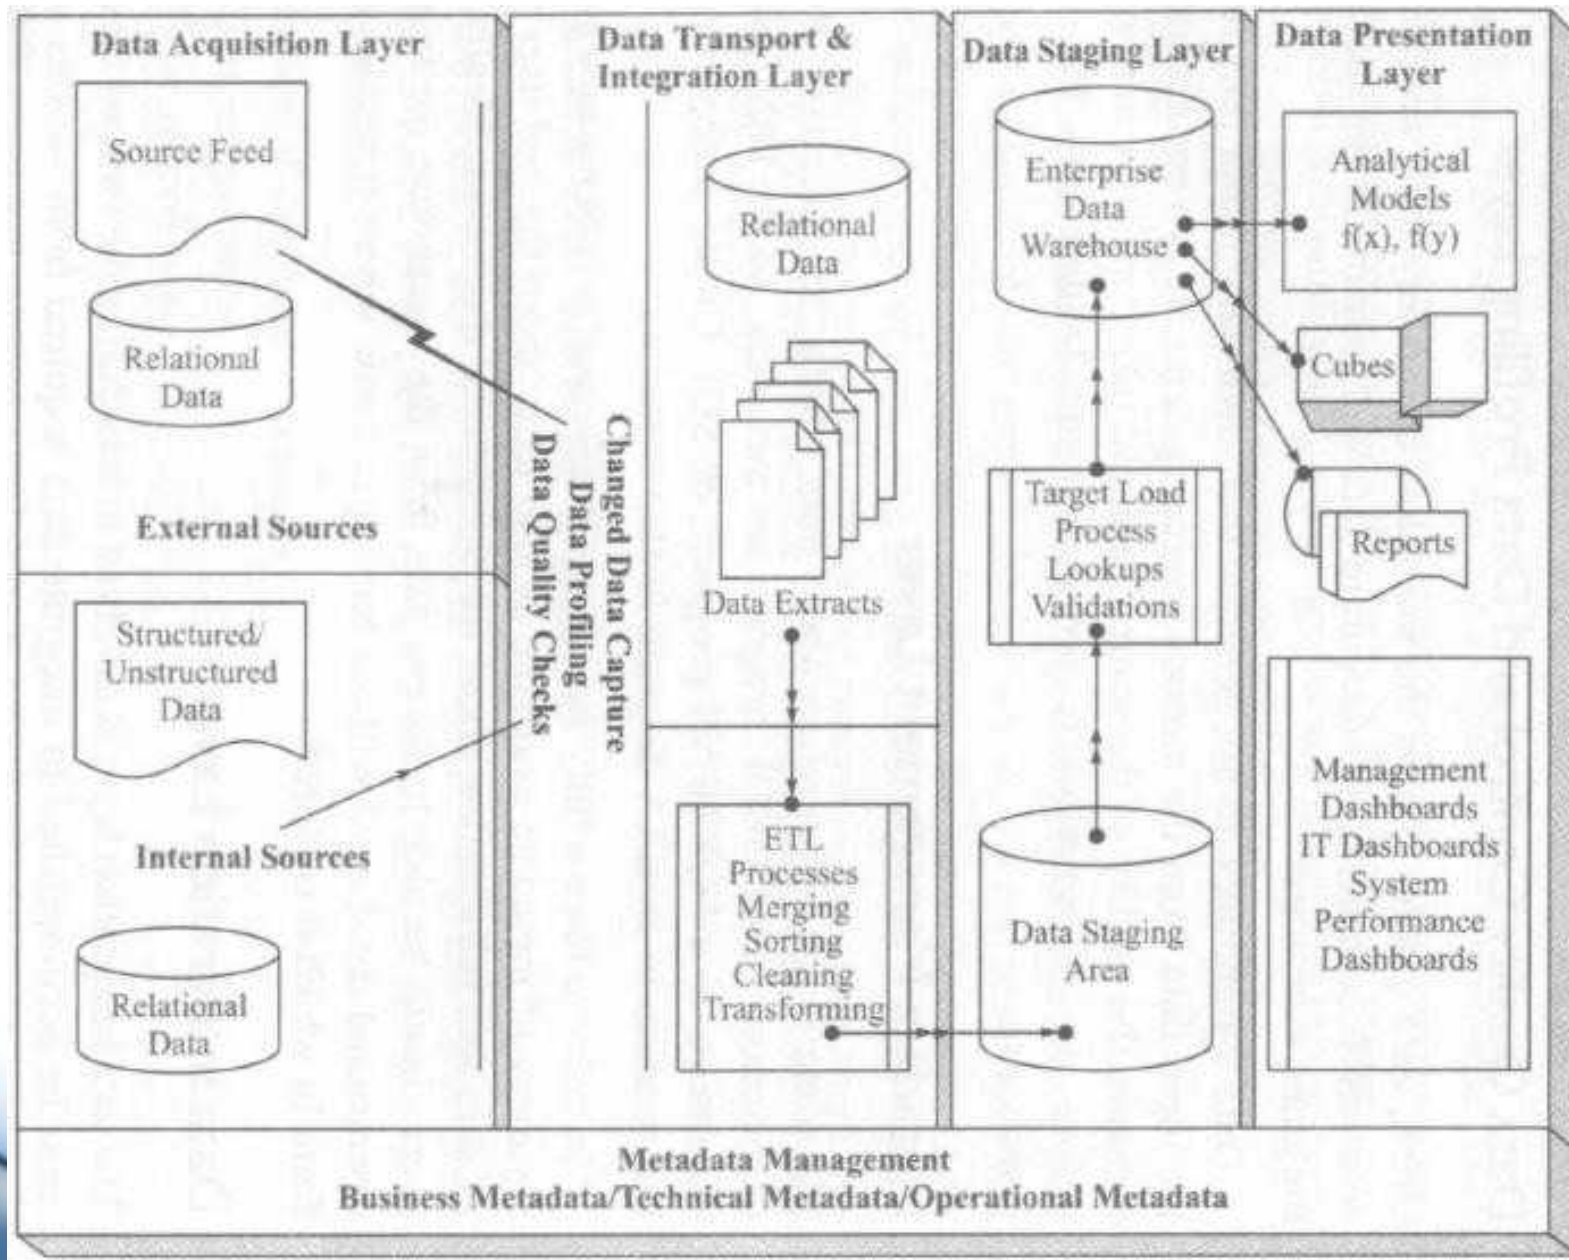 Data Acquisition Layer
Source Feed
Relational
Data
External Sources
Structured/
Unstructured
Data
Internal Sources
Relational
Data
Data Transport &
Integration Layer
Changed Data Capture
Data Profiling
Data Quality Checks
Relational
Data
Data Extracts
ETL
Processes
Merging
Sorting
Cleaning
Transforming
Data Staging Layer
Enterprise
Data
Warehouse
Target Load
Process
Lookups
Validations
Data Staging
Area
Data Presentation
Layer
Analytical
Models
f(x), f(y)
Cubes
Reports
Management
Dashboards
IT Dashboards
System
Performance
Dashboards
Metadata Management
Business Metadata/Technical Metadata/Operational Metadata